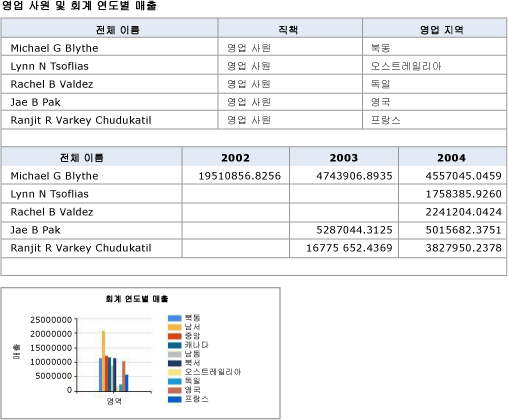 영업 사원 및 회계 연도별 매출
전체 이름 직책 영업 지역
Michael G Blythe 영업 사원 북동
Lynn N Tsoflias 영업 사원 오스트레일리아
Rachel B Valdez 영업 사원 독일
Jae B Pak 영업 사원 영국
Ranjit R Varkey Chudukatil 영업 사원 프랑스
전체 이름 2002 2003 2004
Michael G Blythe 19510856.8256 4743906.8935 4557045.0459
Lynn N Tsoflias 1758385.9260
Rachel B Valdez 2241204.0424
Jae B Pak 5287044.3125 5015682.3751
Ranjit R Varkey Chudukatil 16775 652.4369 3827950.2378
회계 연도별 매출
매출
25000000
20000000
15000000
10000000
5000000
0
영역
북동
남서
중앙
캐나다
남동
북서
오스트레일리아
독일
영국
프랑스